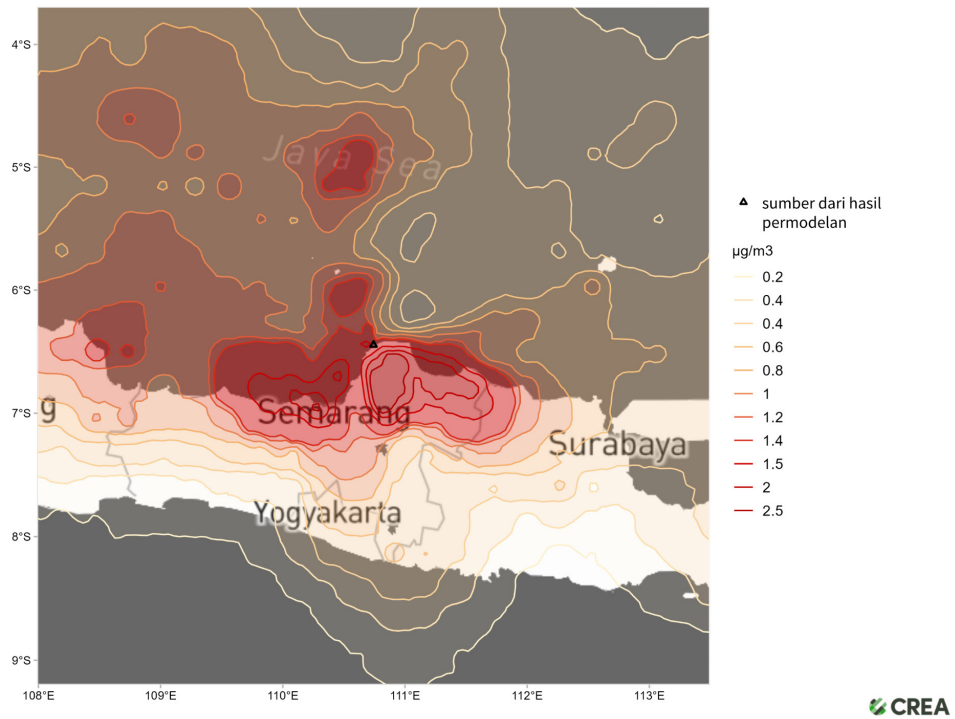 4°S
5°S
6°S
7°S
8°S
9°S
108°E
109°E
110°E
111°E
112°E
113°E
Java Sea
g
Semarang
Surabaya
Yogyakarta
sumber dari hasil
permodelan
µg/m3
0.2
0.4
0.4
0.6
0.8
1
1.2
1.4
1.5
2
2.5
CREA